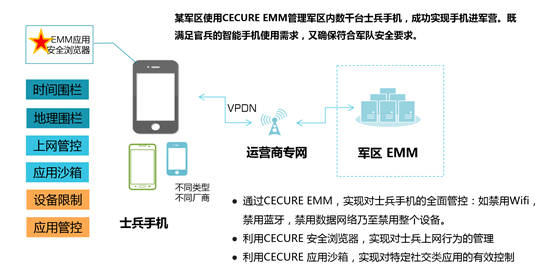 某军区使用CECURE EMM管理军区内数千台士兵手机，成功实现手机进军营。既
满足官兵的智能手机使用需求，又确保符合军队安全要求。
EMM应用
安全浏览器
时间围栏
地理围栏
上网管控
应用沙箱
设备限制
应用管控
VPDN
运营商专网
军区 EMM
不同类型
不同厂商
士兵手机
• 通过CECURE EMM，实现对士兵手机的全面管控：如禁用Wifi，
禁用蓝牙，禁用数据网络乃至禁用整个设备。
• 利用CECURE 安全浏览器，实现对士兵上网行为的管理
• 利用CECURE 应用沙箱，实现对特定社交类应用的有效控制